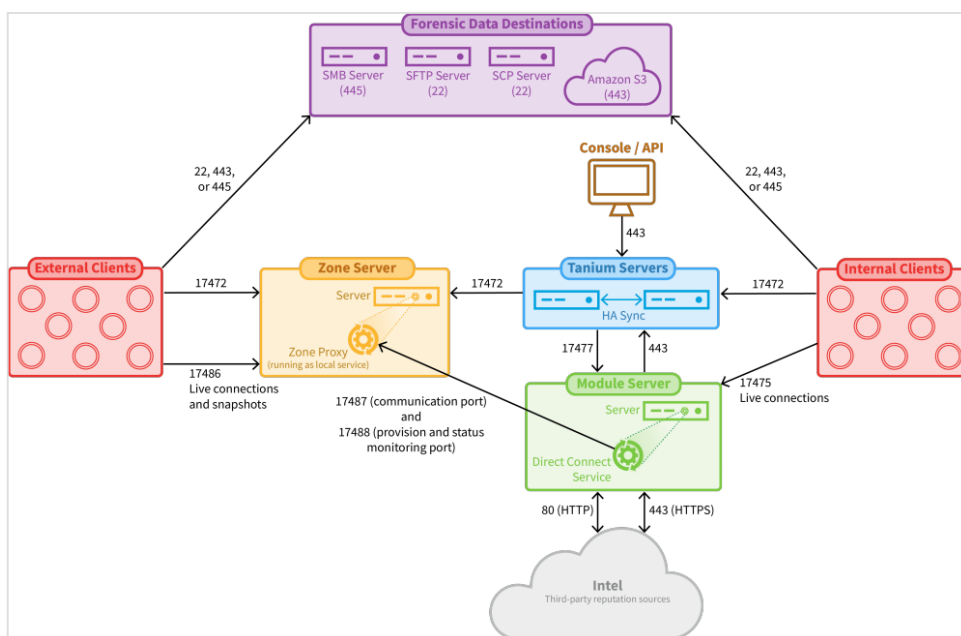 Forensic Data Destinations
SMB Server
(445)
SFTP Server
(22)
SCP Server
(22)
Amazon S3
(443)
Console / API
22, 443,
or 445
22, 443,
or 445
443
External Clients
Zone Server
Tanium Servers
Internal Clients
17472
Server
17472
HA Sync
17472
Zone Proxy
(running as local service)
17477
443
17486
Live connections
and snapshots
Module Server
17475
Live connections
17487 (communication port)
and
17488 (provision and status
monitoring port)
Server
Direct Connect
Service
80 (HTTP)
443 (HTTPS)
Intel
Third-party reputation sources